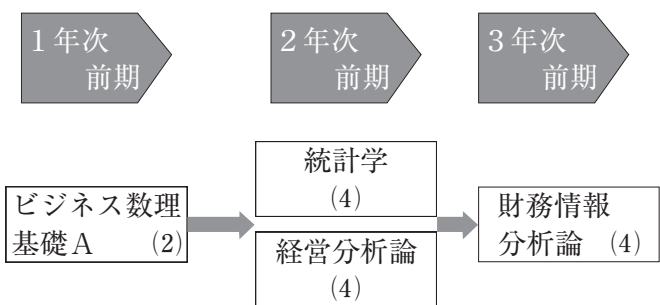 １年次
前期
２年次
前期
３年次
前期
ビジネス数理
基礎Ａ　(2)
統計学
(4)
経営分析論
(4)
財務情報
分析論　(4)